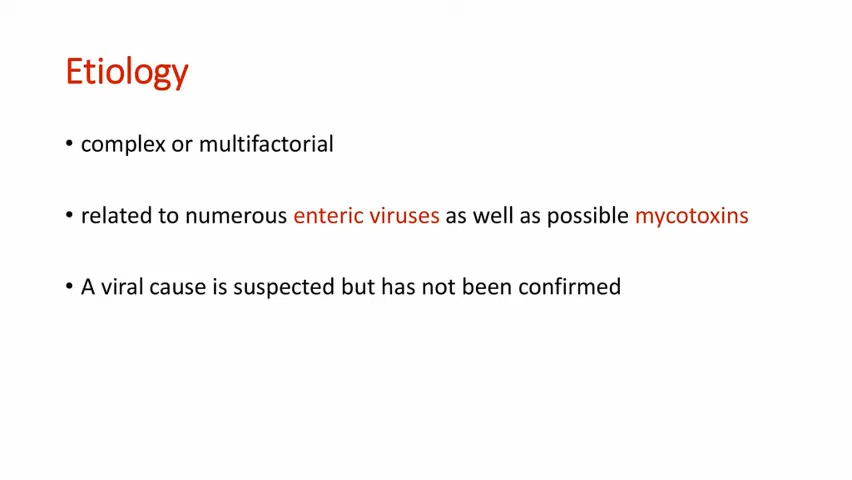 Etiology
• complex or multifactorial
• related to numerous enteric viruses as well as possible mycotoxins
• A viral cause is suspected but has not been confirmed